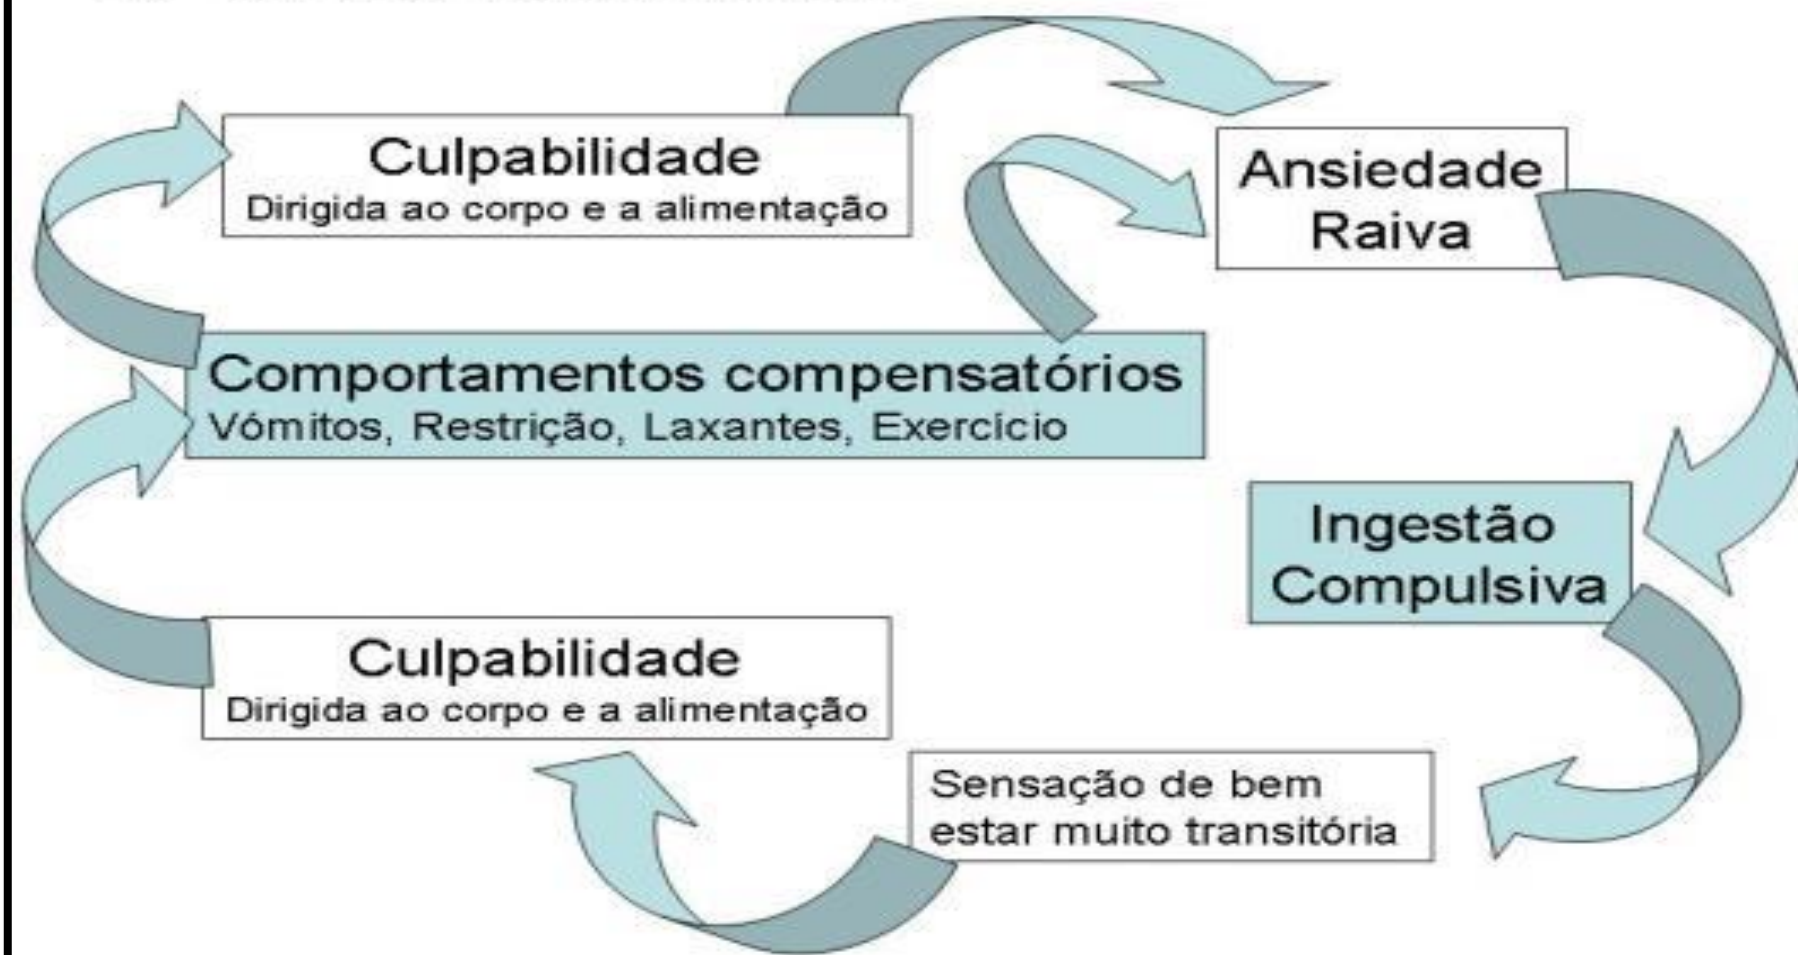 Culpabilidade
Dirigida ao corpo e a alimentação
Ansiedade
Raiva
Comportamentos compensatórios
Vómitos, Restrição, Laxantes, Exercício
Ingestão
Compulsiva
Culpabilidade
Dirigida ao corpo e a alimentação
Sensação de bem
estar muito transitória